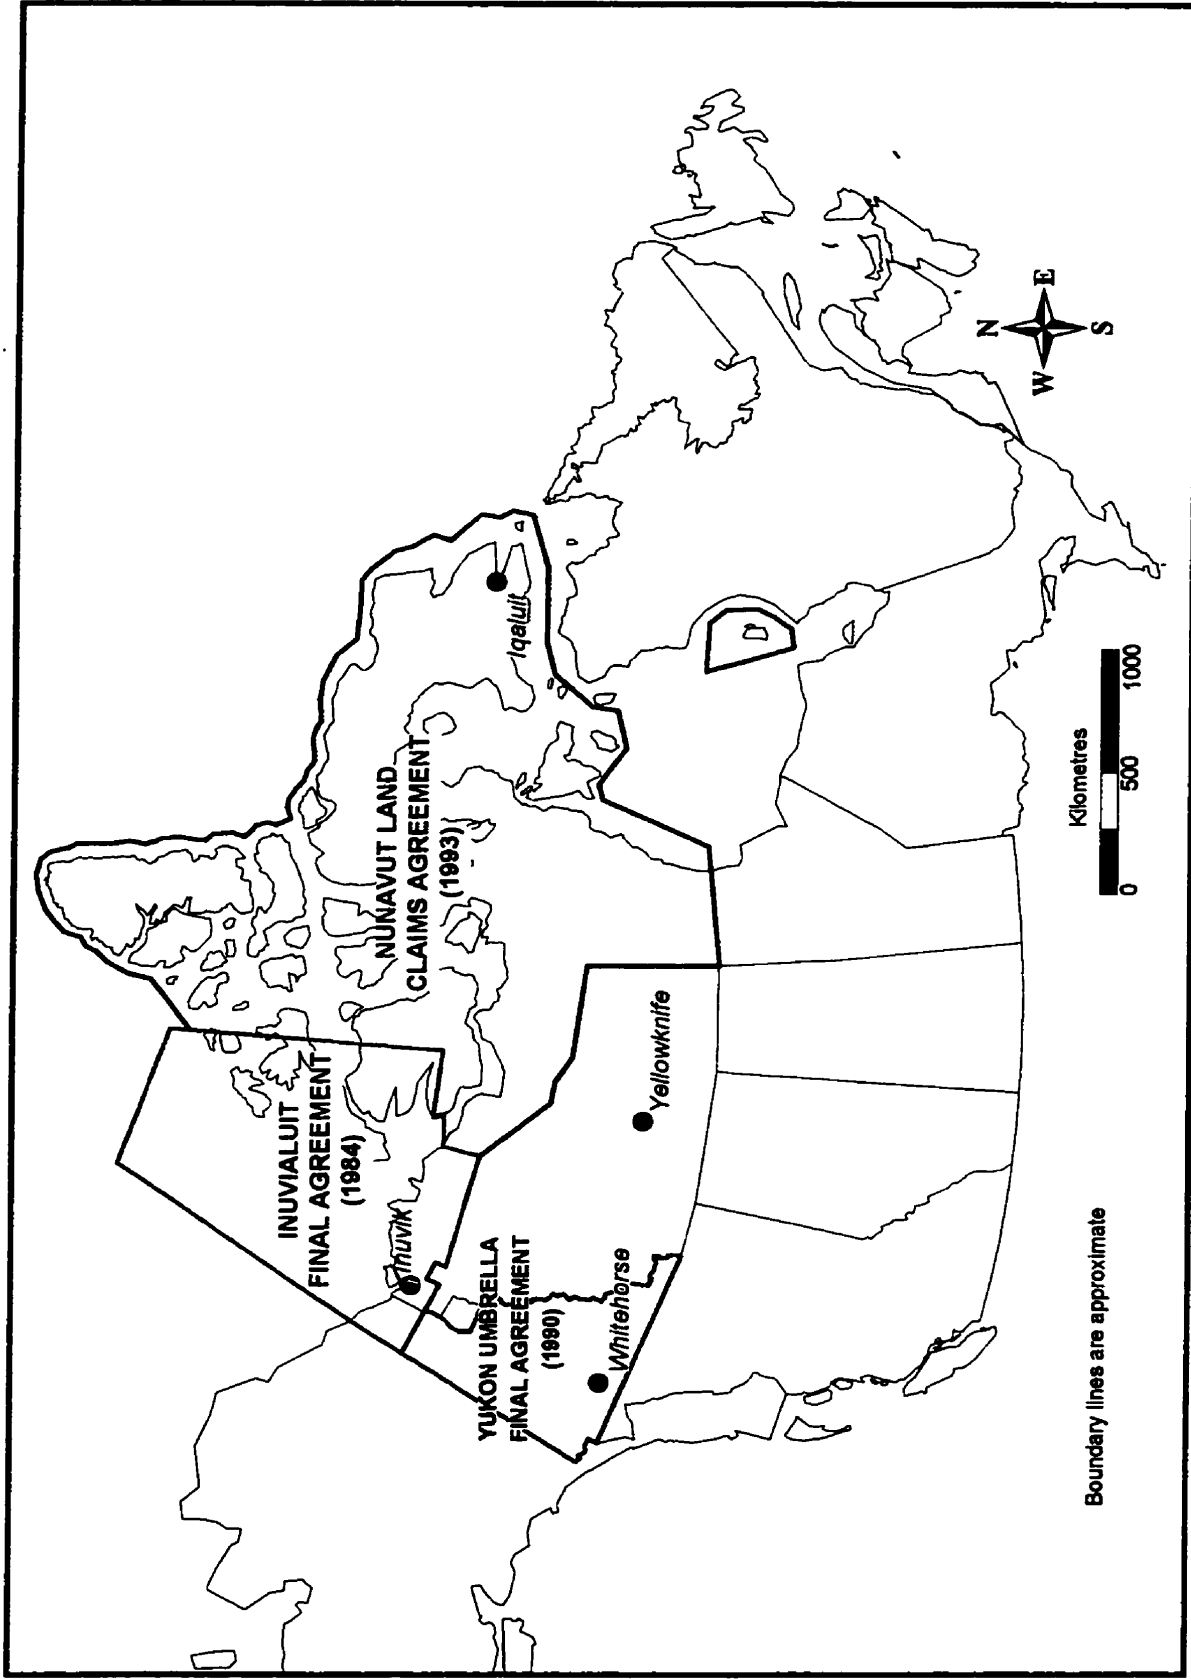 INUVIALUIT
FINAL AGREEMENT
(1984)
Inuvik
YUKON UMBRELLA
FINAL AGREEMENT
(1990)
Whitehorse
Yellowknife
NUNAVUT LAND
CLAIMS AGREEMENT
(1993)
Iqaluit
N
W
E
S
Kilometres
0
500
1000
Boundary lines are approximate